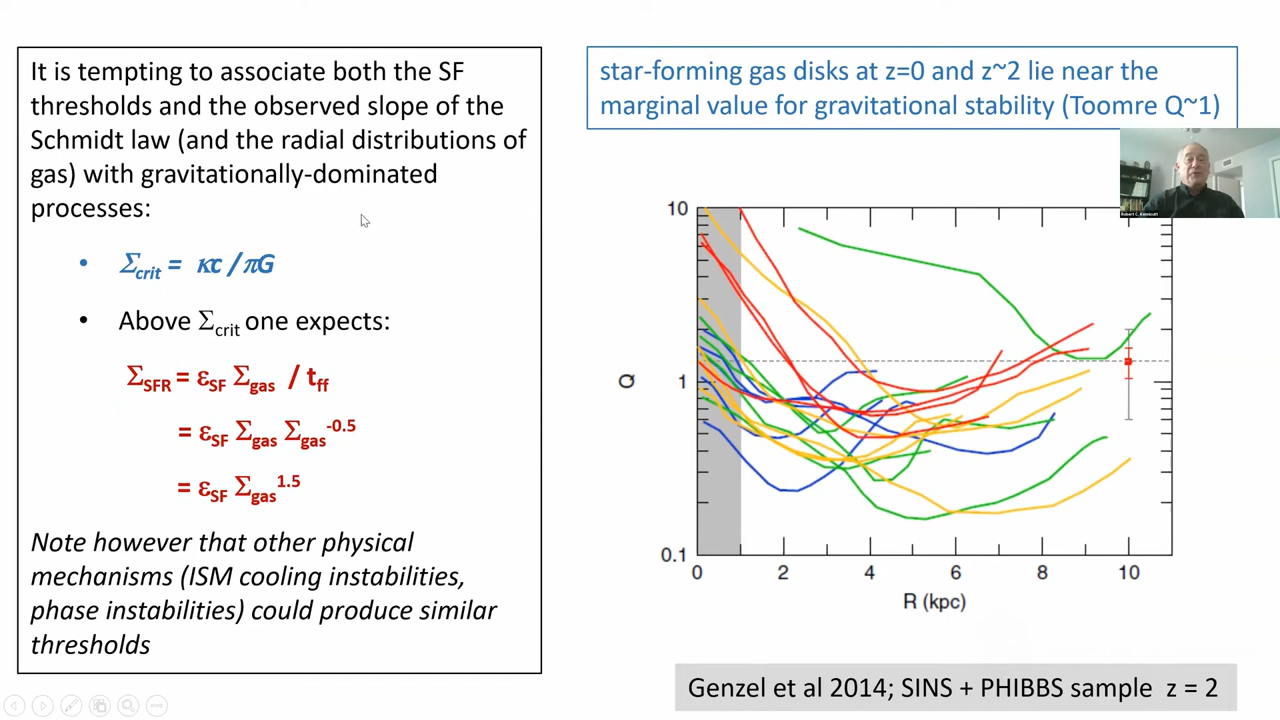 It is tempting to associate both the SF
thresholds and the observed slope of the
Schmidt law (and the radial distributions of
gas) with gravitationally-dominated
processes:
• Σcrit = κc /πG
• Above Σcrit one expects:
ΣSFR = εSF Σgas / tff
= εSF Σgas Σgas-0.5
= εSF Σgas1.5
Note however that other physical
mechanisms (ISM cooling instabilities,
phase instabilities) could produce similar
thresholds
star-forming gas disks at z=0 and z~2 lie near the
marginal value for gravitational stability (Toomre Q~1)
Robert C. Kennicutt
10
1
0.1
Q
0 2 4 6 8 10
R (kpc)
Genzel et al 2014; SINS + PHIBBS sample z = 2